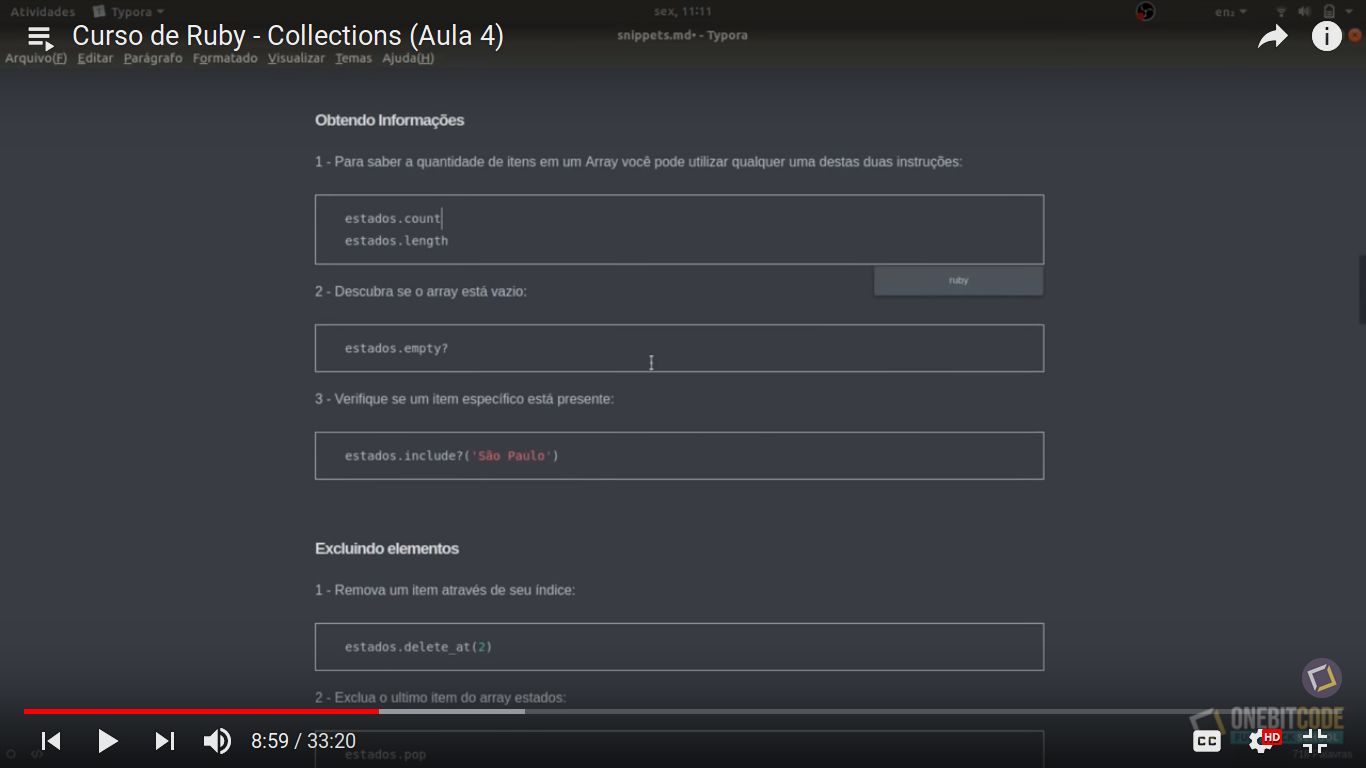 Atividades Typora sex, 11:11 en₂
Curso de Ruby - Collections (Aula 4)
snippets.md• - Typora
Arquivo(F) Editar Parágrafo Formatado Visualizar Temas Ajuda(H)
Obtendo Informações
1 - Para saber a quantidade de itens em um Array você pode utilizar qualquer uma destas duas instruções:
estados.count
estados.length
ruby
2 - Descubra se o array está vazio:
estados.empty?
3 - Verifique se um item específico está presente:
estados.include?('São Paulo')
Excluindo elementos
1 - Remova um item através de seu índice:
estados.delete_at(2)
2 - Exclua o ultimo item do array estados:
ONEBITCODE
8:59 / 33:20
CC
HD
estados.pop